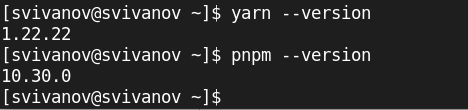 [svivanov@svivanov ~]$ yarn --version
1.22.22
[svivanov@svivanov ~]$ pnpm --version
10.30.0
[svivanov@svivanov ~]$